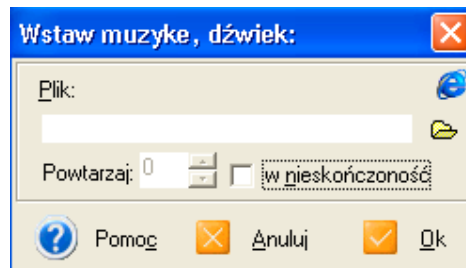 Wstaw muzyke, dźwiek:
Plik:
Powtarzaj: 0 w nieskończoność
Pomoc Anuluj Ok